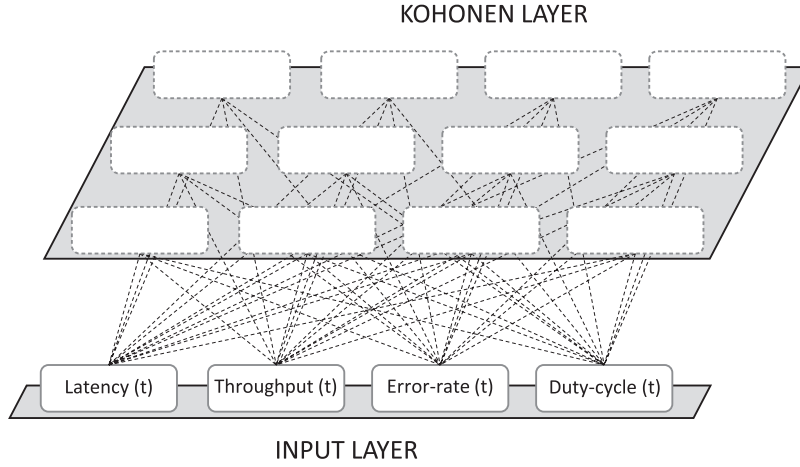 KOHONEN LAYER
Latency (t) Throughput (t) Error-rate (t) Duty-cycle (t)
INPUT LAYER